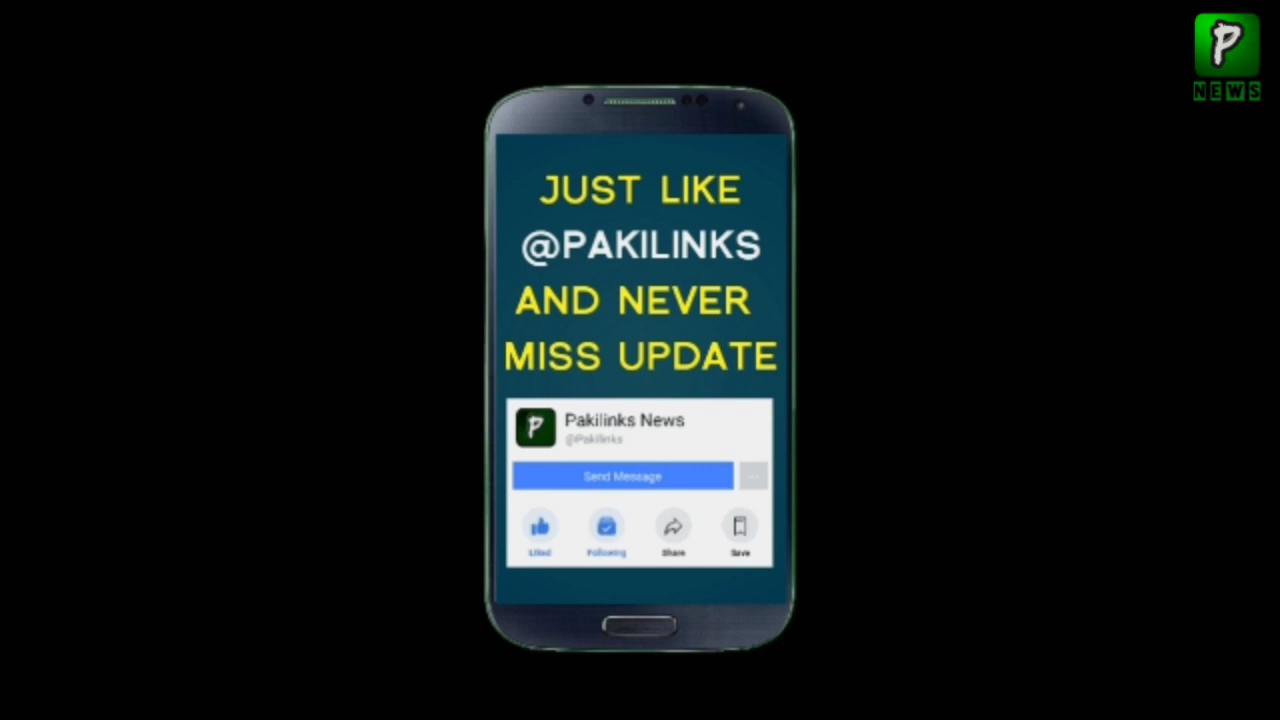 P
NEWS
JUST LIKE
@PAKILINKS
AND NEVER
MISS UPDATE
P
Pakilinks News
@Pakilinks
Send Message
...
Liked Following Share Save